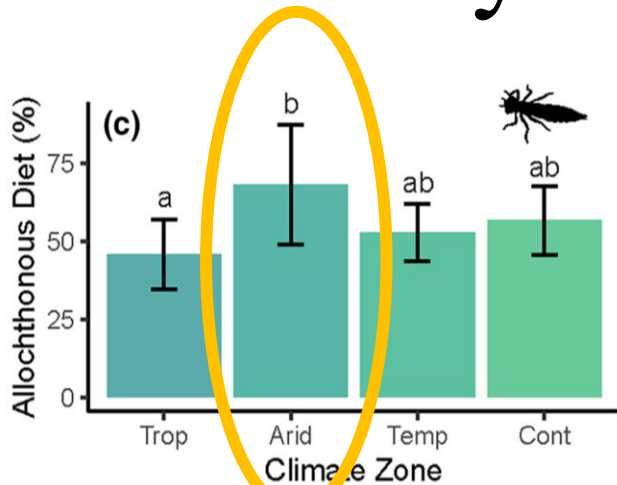 y
(c)
Allochthonous Diet (%)
75
50
25
0
a
b
ab
ab
Trop
Arid
Temp
Cont
Climate Zone